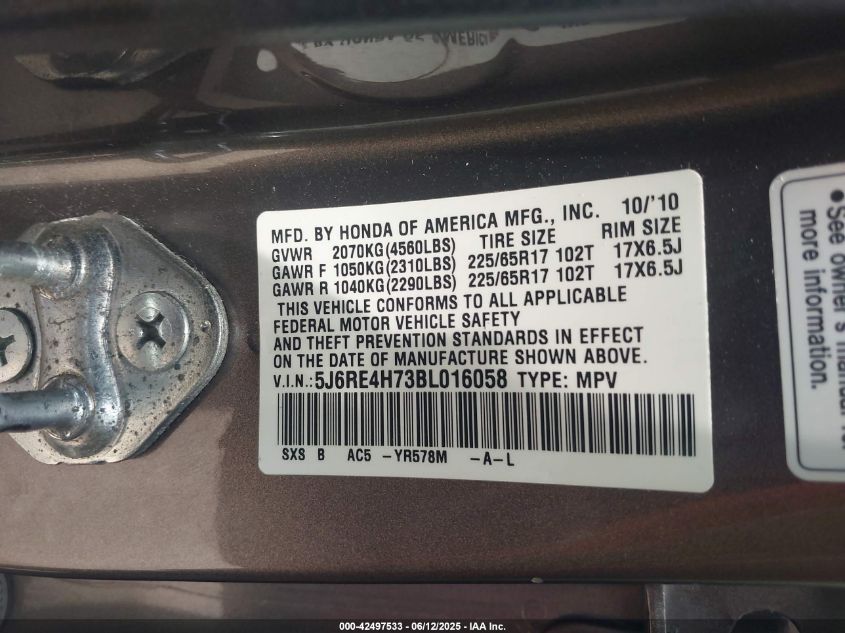 MFD. BY HONDA OF AMERICA MFG., INC. 10/'10
GVWR 2070KG(4560LBS) TIRE SIZE RIM SIZE
GAWR F 1050KG(2310LBS) 225/65R17 102T 17X6.5J
GAWR R 1040KG(2290LBS) 225/65R17 102T 17X6.5J
THIS VEHICLE CONFORMS TO ALL APPLICABLE
FEDERAL MOTOR VEHICLE SAFETY
AND THEFT PREVENTION STANDARDS IN EFFECT
ON THE DATE OF MANUFACTURE SHOWN ABOVE.
V.I.N.:5J6RE4H73BL016058 TYPE: MPV
SXS B AC5 -YR578M -A-L
●See owner's
more information.
000-42497533 - 06/12/2025 - IAA Inc.